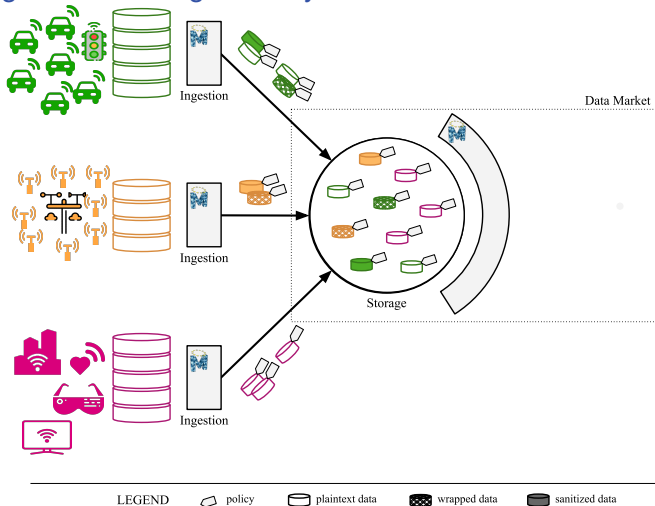 Ingestion
Data Market
Ingestion
Storage
Ingestion
LEGEND policy plaintext data wrapped data sanitized data